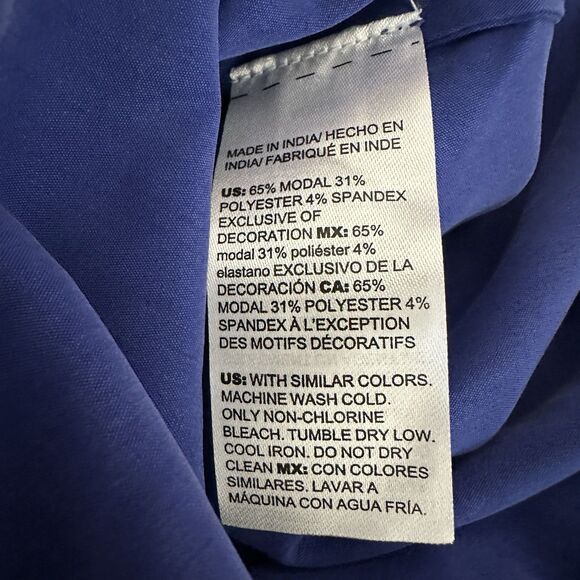 MADE IN INDIA/ HECHO EN
INDIA/ FABRIQUÉ EN INDE
US: 65% MODAL 31%
POLYESTER 4% SPANDEX
EXCLUSIVE OF
DECORATION MX: 65%
modal 31% poliéster 4%
elastano EXCLUSIVO DE LA
DECORACIÓN CA: 65%
MODAL 31% POLYESTER 4%
SPANDEX À L'EXCEPTION
DES MOTIFS DÉCORATIFS
US: WITH SIMILAR COLORS.
MACHINE WASH COLD.
ONLY NON-CHLORINE
BLEACH. TUMBLE DRY LOW.
COOL IRON. DO NOT DRY
CLEAN MX: CON COLORES
SIMILARES. LAVAR A
MÁQUINA CON AGUA FRÍA.